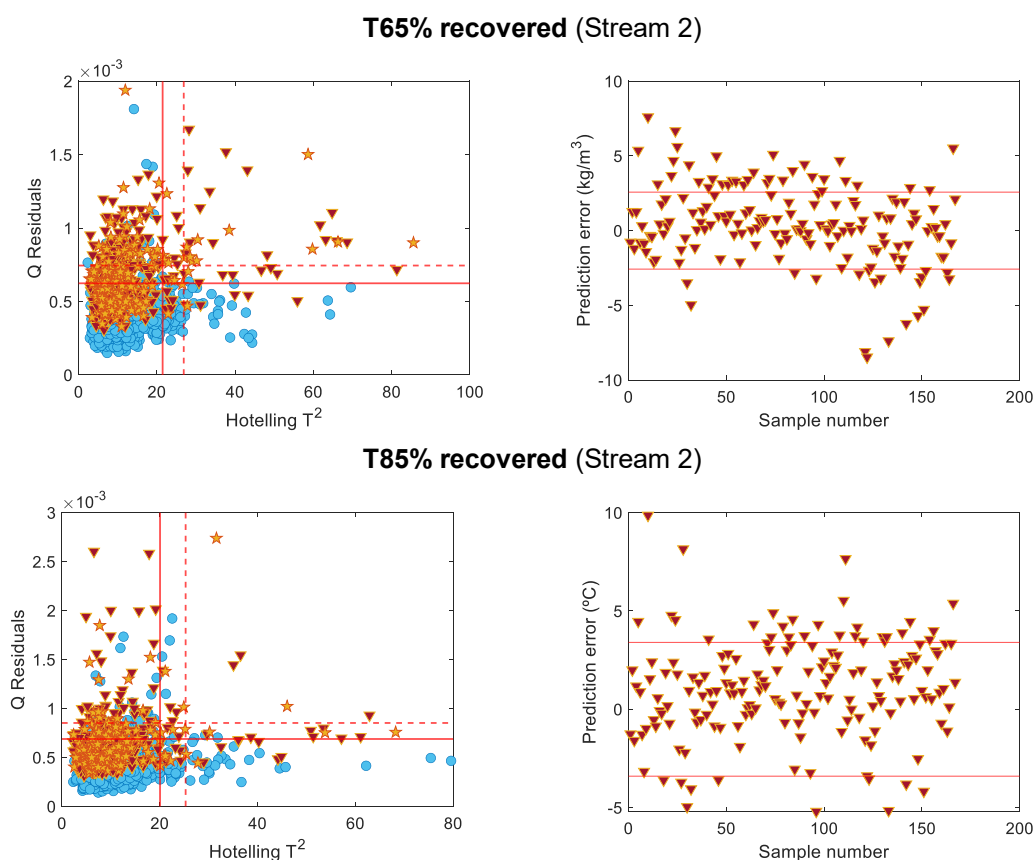 T65% recovered (Stream 2)
×10⁻³
2
1.5
1
0.5
0
Q Residuals
0 20 40 60 80 100
Hotelling T²
10
5
0
-5
-10
Prediction error (kg/m³)
0 50 100 150 200
Sample number
T85% recovered (Stream 2)
×10⁻³
3
2.5
2
1.5
1
0.5
0
Q Residuals
0 20 40 60 80
Hotelling T²
10
5
0
-5
Prediction error (ºC)
0 50 100 150 200
Sample number